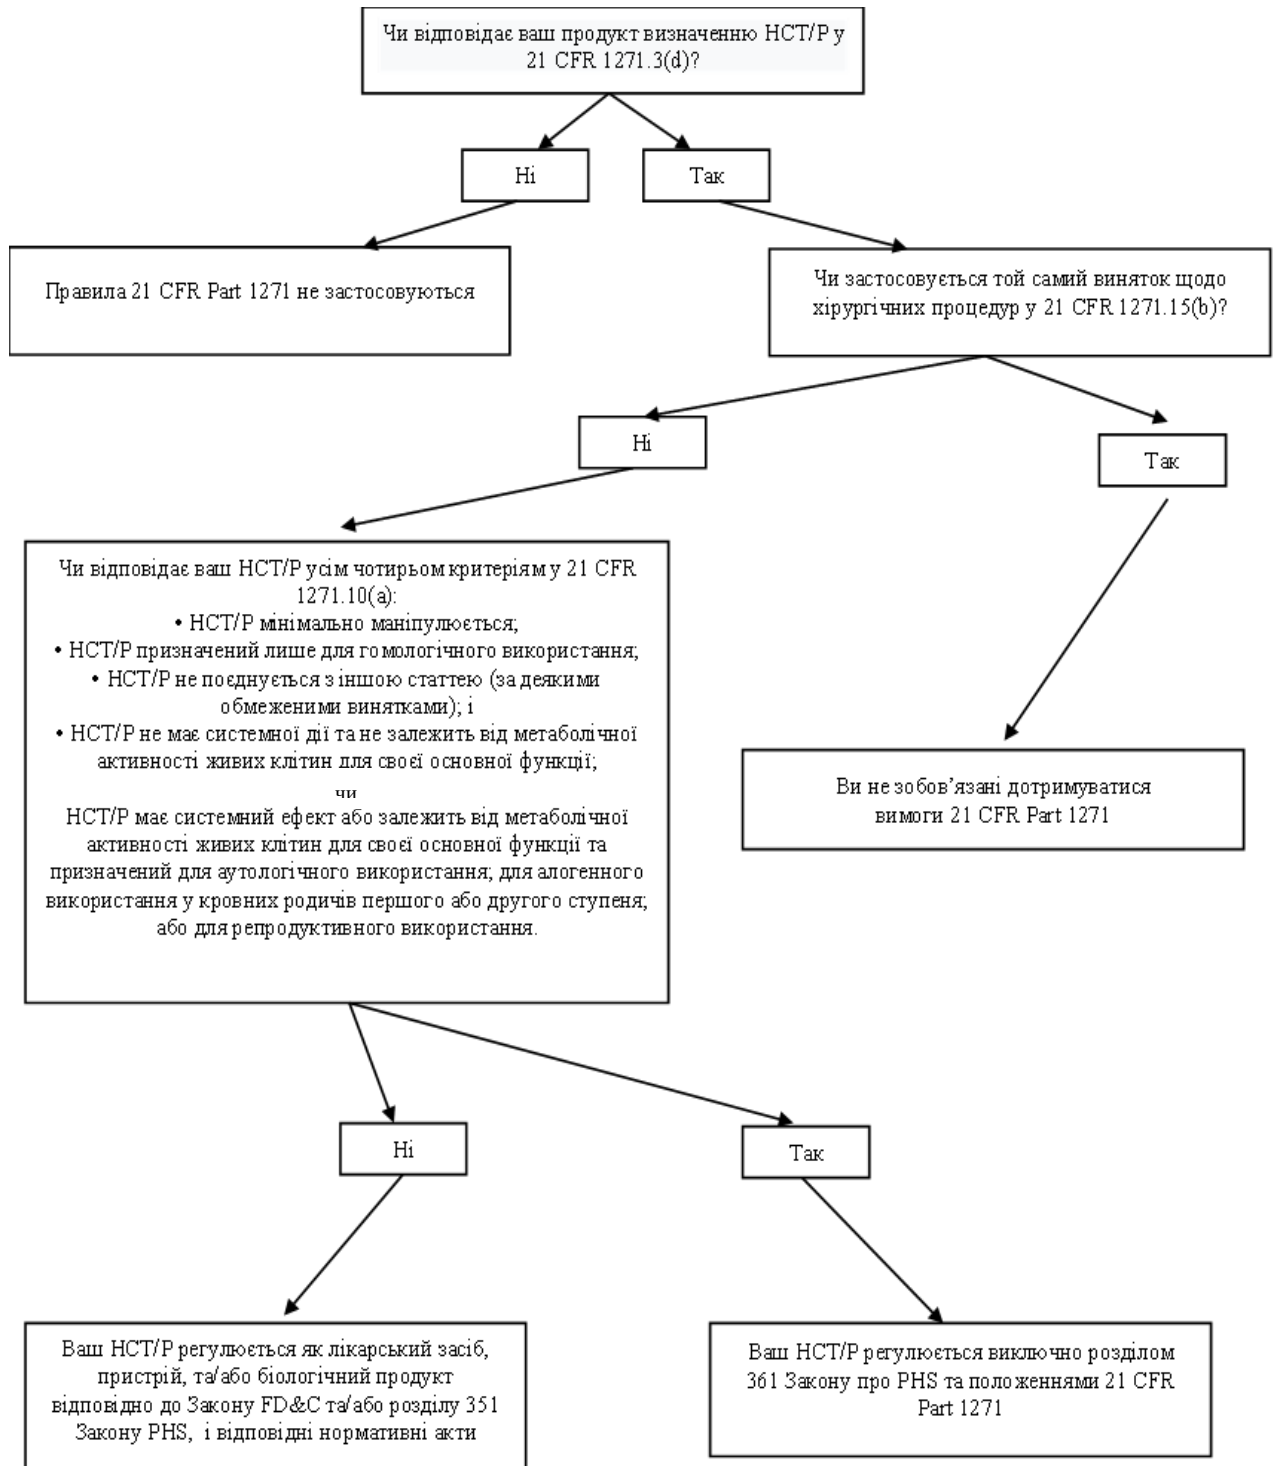 Чи відповідає ваш продукт визначенню HCT/P у
21 CFR 1271.3(d)?
Ні
Так
Правила 21 CFR Part 1271 не застосовуються
Чи застосовується той самий виняток щодо
хірургічних процедур у 21 CFR 1271.15(b)?
Ні
Так
Чи відповідає ваш HCT/P усім чотирьом критеріям у 21 CFR
1271.10(a):
• HCT/P мінімально маніпулюється;
• HCT/P призначений лише для гомологічного використання;
• HCT/P не поєднується з іншою статтею (за деякими
обмеженими винятками); і
• HCT/P не має системної дії та не залежить від метаболічної
активності живих клітин для своєї основної функції;
чи
HCT/P має системний ефект або залежить від метаболічної
активності живих клітин для своєї основної функції та
призначений для аутологічного використання; для алогенного
використання у кровних родичів першого або другого ступеня;
або для репродуктивного використання.
Ви не зобов’язані дотримуватися
вимоги 21 CFR Part 1271
Ні
Так
Ваш HCT/P регулюється як лікарський засіб,
пристрій, та/або біологічний продукт
відповідно до Закону FD&C та/або розділу 351
Закону PHS, і відповідні нормативні акти
Ваш HCT/P регулюється виключно розділом
361 Закону про PHS та положеннями 21 CFR
Part 1271